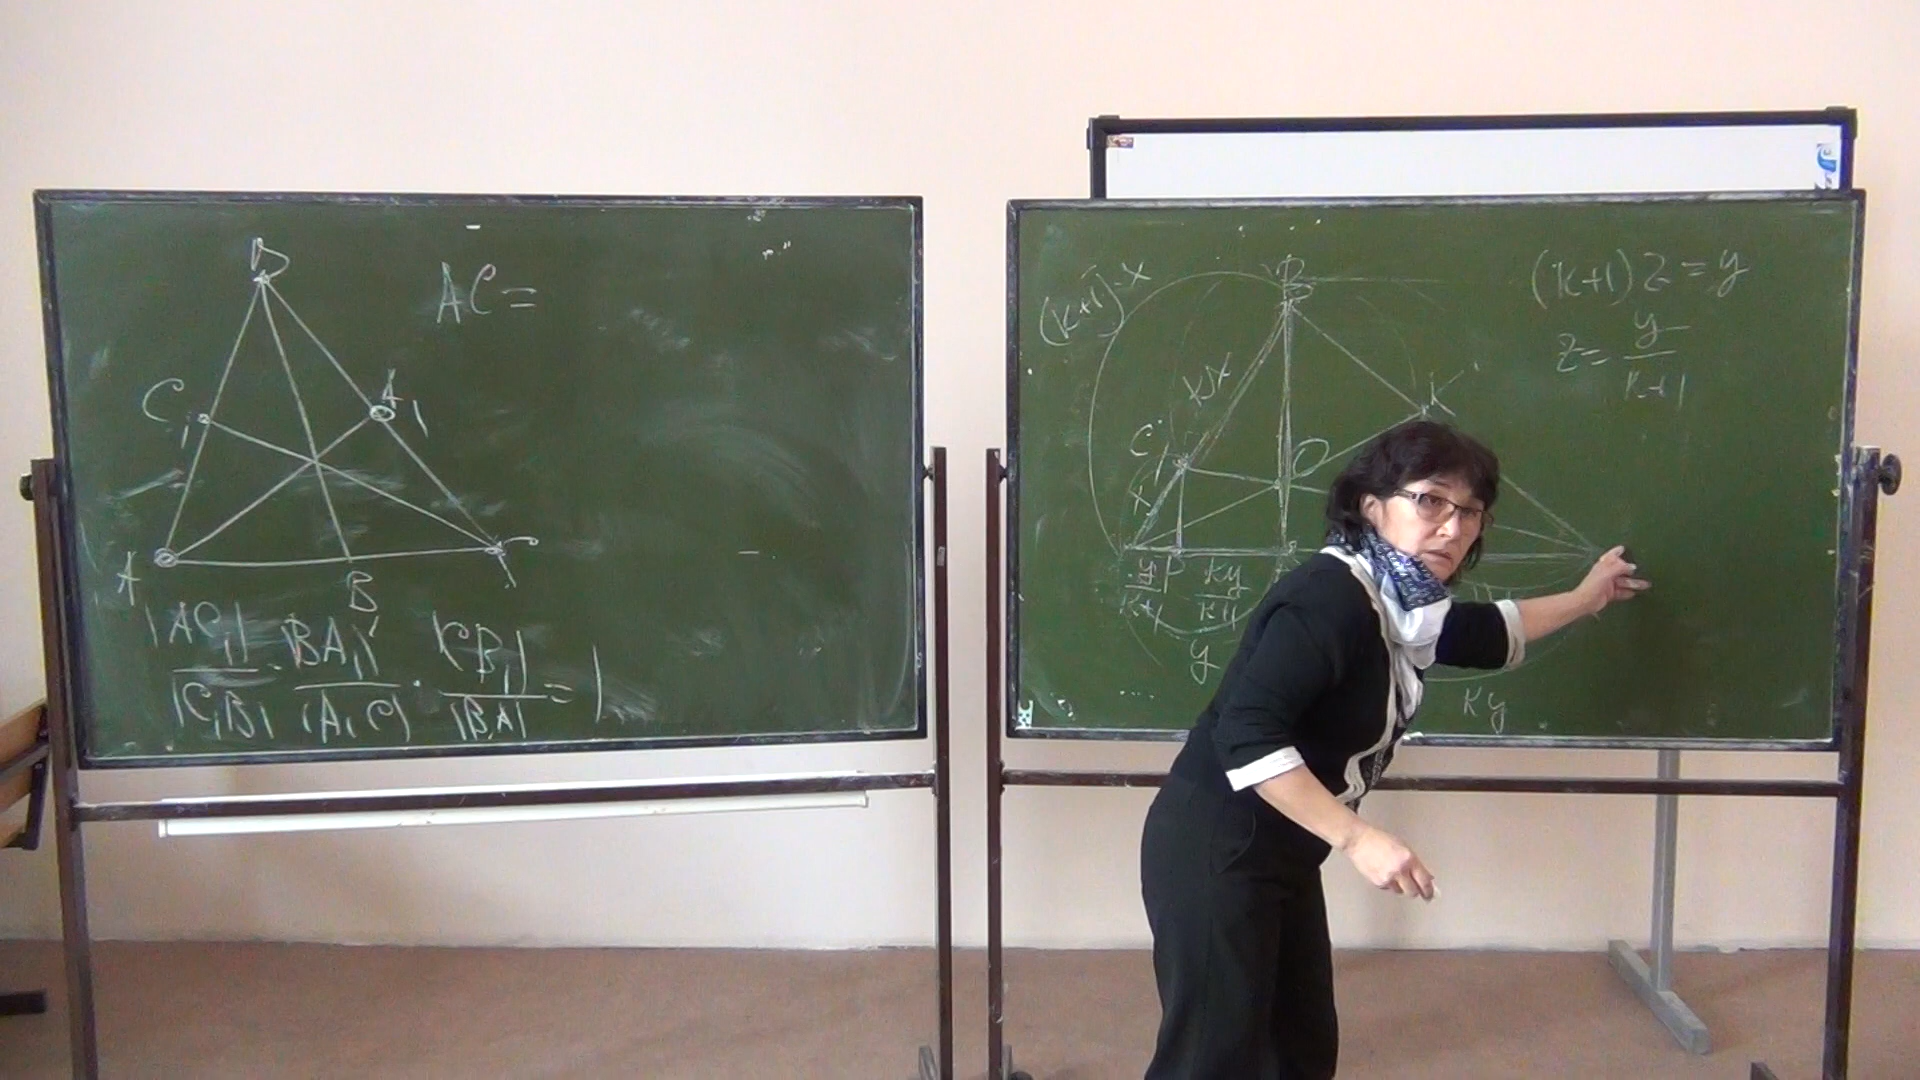 B
AC =
C₁
A₁
A
C
B
|AC₁| / |C₁B| · |BA₁| / |A₁C| · |CB₁| / |B₁A| = 1
(k+1)·x
B
(k+1) z = y
z = y / k+1
kx
K
C₁
O
x
y / k+1
P
ky / k+1
y
ky